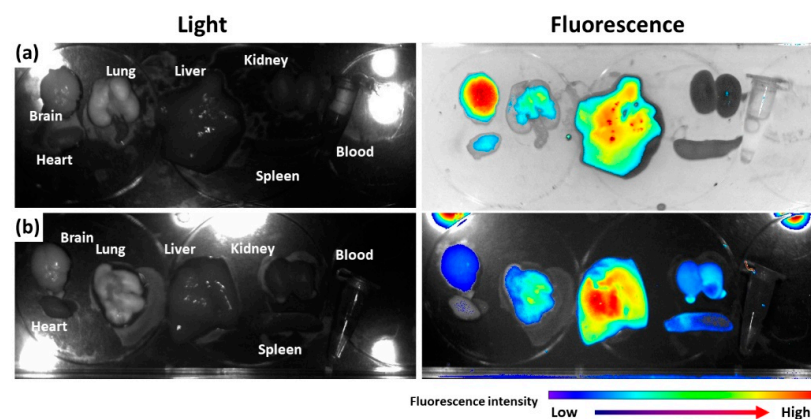 Light
Fluorescence
(a)
Lung
Liver
Kidney
Brain
Heart
Blood
Spleen
(b)
Brain
Lung
Liver
Kidney
Blood
Heart
Spleen
Fluorescence intensity
Low
High